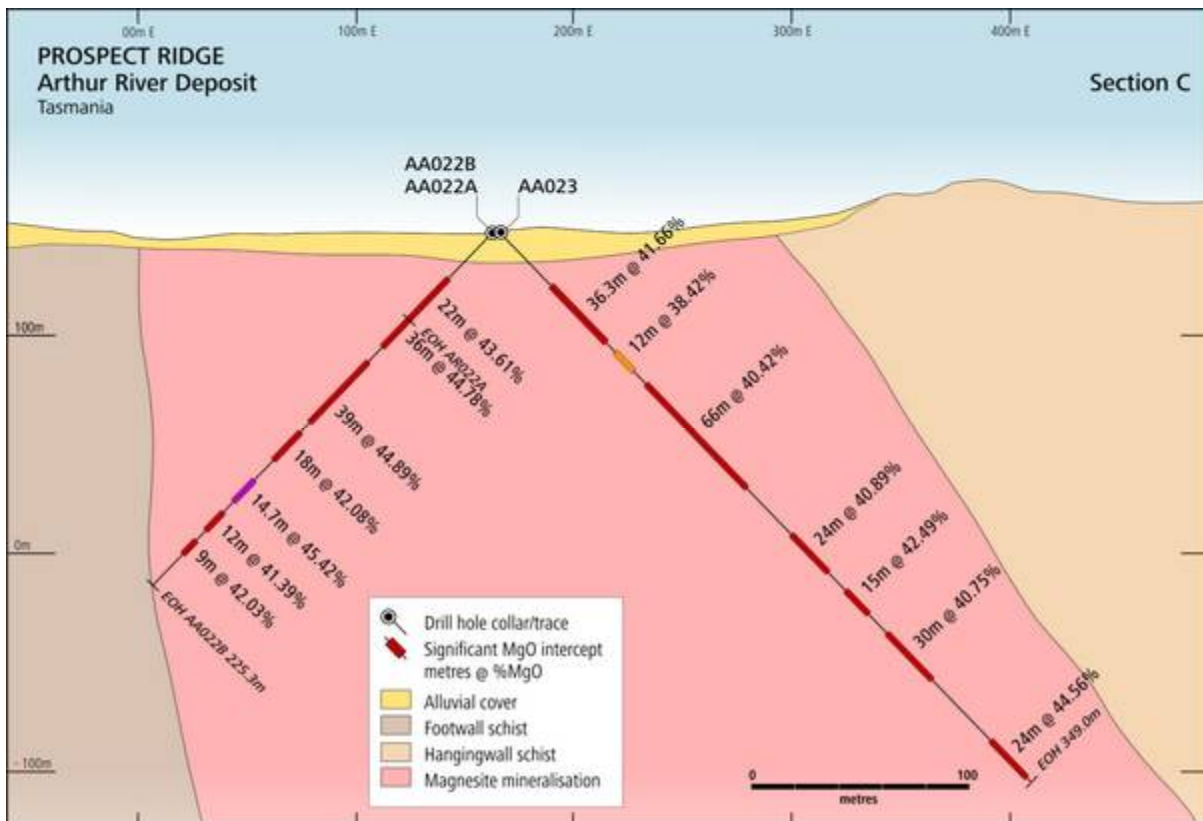 00m E
100m E
200m E
300m E
400m E
PROSPECT RIDGE
Arthur River Deposit
Tasmania
Section C
AA022B
AA022A
AA023
100m
0m
- 100m
22m @ 43.61%
EOH AR022A
36m @ 44.78%
39m @ 44.89%
18m @ 42.08%
14.7m @ 45.42%
12m @ 41.39%
9m @ 42.03%
EOH AA022B 225.3m
36.3m @ 41.66%
12m @ 38.42%
66m @ 40.42%
24m @ 40.89%
15m @ 42.49%
30m @ 40.75%
24m @ 44.56%
EOH 349.0m
Drill hole collar/trace
Significant MgO intercept
metres @ %MgO
Alluvial cover
Footwall schist
Hangingwall schist
Magnesite mineralisation
0
100
metres